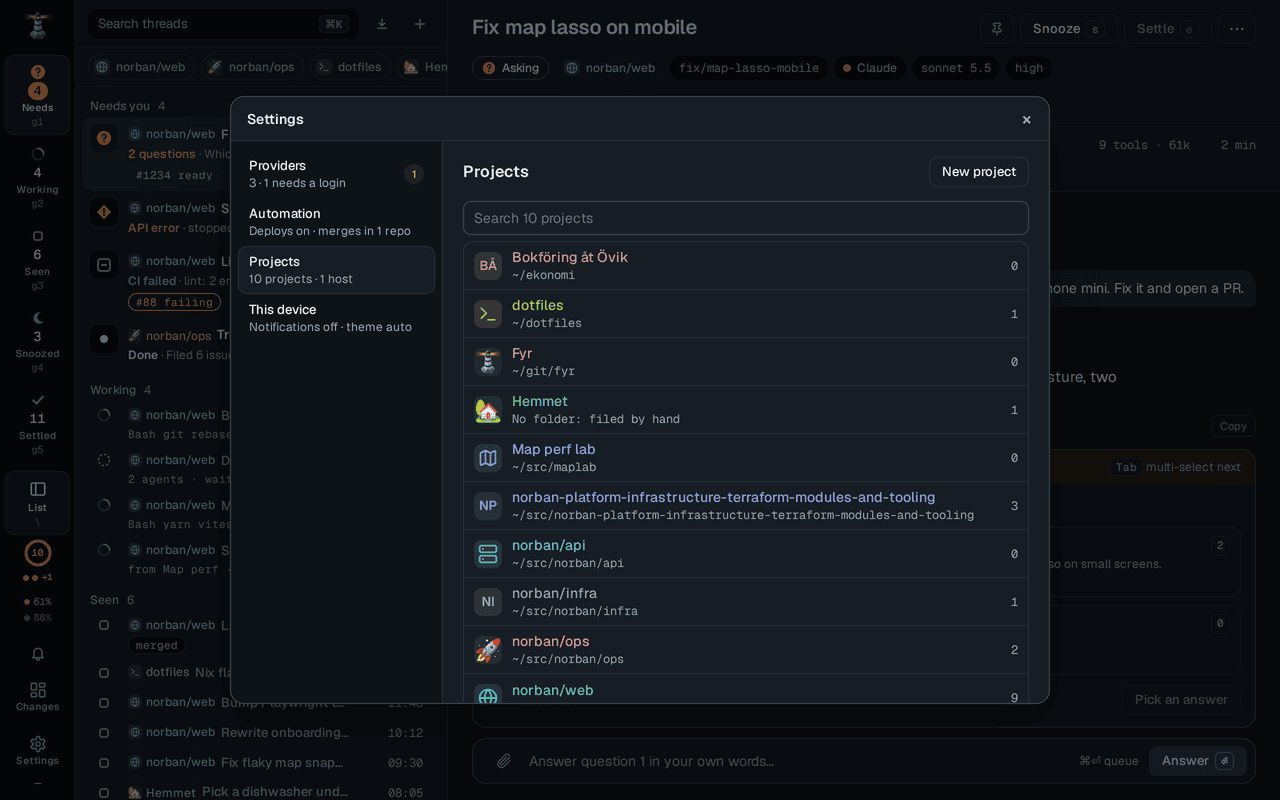 Search threads ⌘K
Fix map lasso on mobile
Snooze s
Settle e
Asking norban/web fix/map-lasso-mobile Claude sonnet 5.5 high
norban/web norban/ops dotfiles Hem
4
Needs
g1
4
Working
g2
6
Seen
g3
3
Snoozed
g4
11
Settled
g5
List
\
10
+1
61%
86%
Changes
Settings
Needs you 4
norban/web F
2 questions · Whic
#1234 ready
norban/web S
API error · stopped
norban/web Li
CI failed · lint: 2 er
#88 failing
norban/ops Tr
Done · Filed 6 issu
Working 4
norban/web B
Bash git rebase
norban/web D
2 agents · wait
norban/web M
Bash yarn vites
norban/web S
from Map perf
Seen 6
norban/web L
merged
dotfiles Nix fl
norban/web Bump Playwright t… 11:43
norban/web Rewrite onboarding… 10:12
norban/web Fix flaky map snap… 09:30
Hemmet Pick a dishwasher und… 08:05
Settings
×
Providers
3 · 1 needs a login
1
Automation
Deploys on · merges in 1 repo
Projects
10 projects · 1 host
This device
Notifications off · theme auto
Projects
New project
Search 10 projects
BÅ Bokföring åt Övik
~/ekonomi
0
dotfiles
~/dotfiles
1
Fyr
~/git/fyr
0
Hemmet
No folder: filed by hand
1
Map perf lab
~/src/maplab
0
NP norban-platform-infrastructure-terraform-modules-and-tooling
~/src/norban-platform-infrastructure-terraform-modules-and-tooling
3
norban/api
~/src/norban/api
0
NI norban/infra
~/src/norban/infra
1
norban/ops
~/src/norban/ops
2
norban/web
9
9 tools · 61k 2 min
one mini. Fix it and open a PR.
sture, two
Copy
Tab multi-select next
2
so on small screens.
0
Pick an answer
Answer question 1 in your own words…
⌘⏎ queue
Answer ⏎